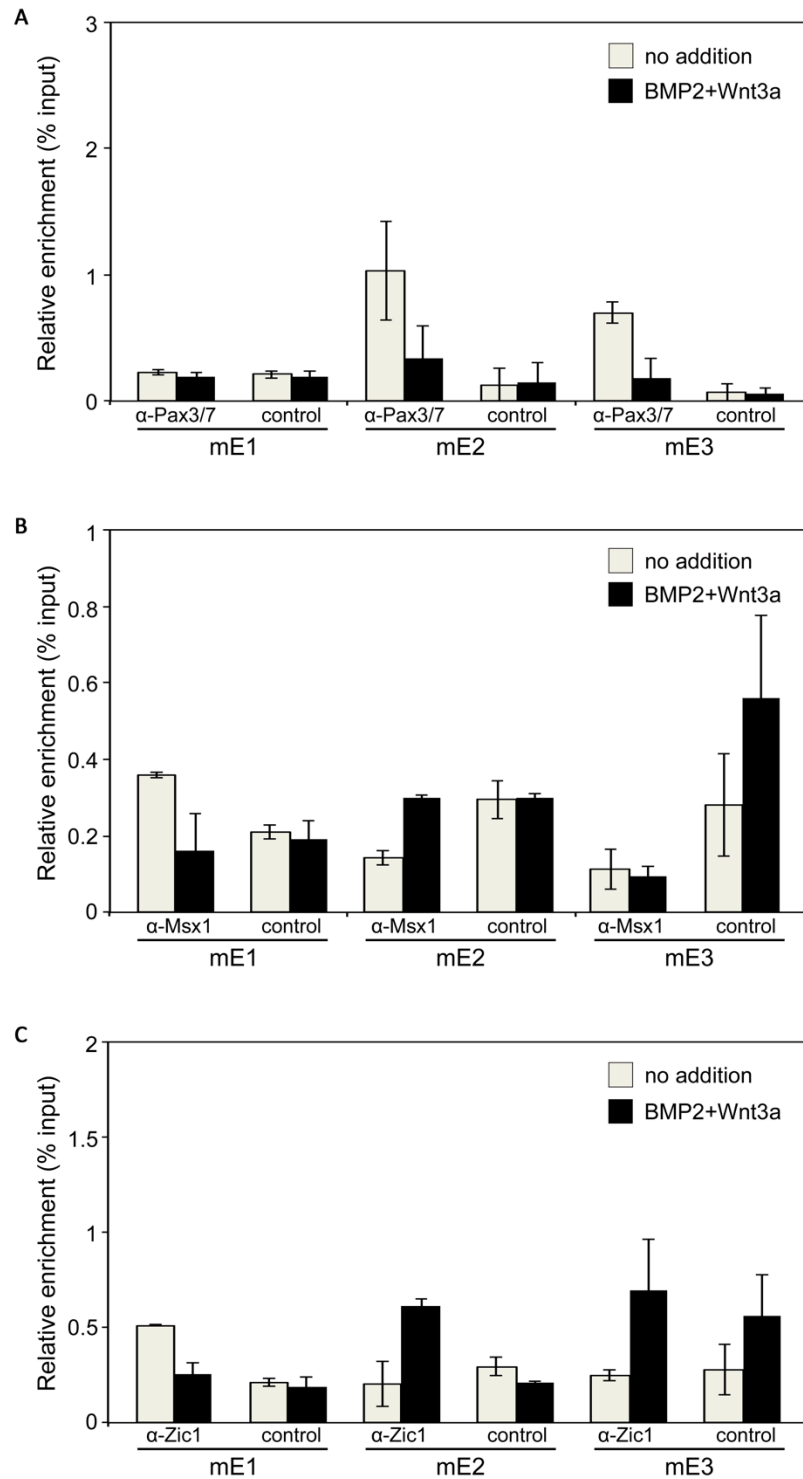 A
3
no addition
BMP2+Wnt3a
2
Relative enrichment (% input)
1
0
α-Pax3/7 control α-Pax3/7 control α-Pax3/7 control
mE1 mE2 mE3
B
1
no addition
BMP2+Wnt3a
0.8
Relative enrichment (% input)
0.6
0.4
0.2
0
α-Msx1 control α-Msx1 control α-Msx1 control
mE1 mE2 mE3
C
2
no addition
BMP2+Wnt3a
1.5
Relative enrichment (% input)
1
0.5
0
α-Zic1 control α-Zic1 control α-Zic1 control
mE1 mE2 mE3